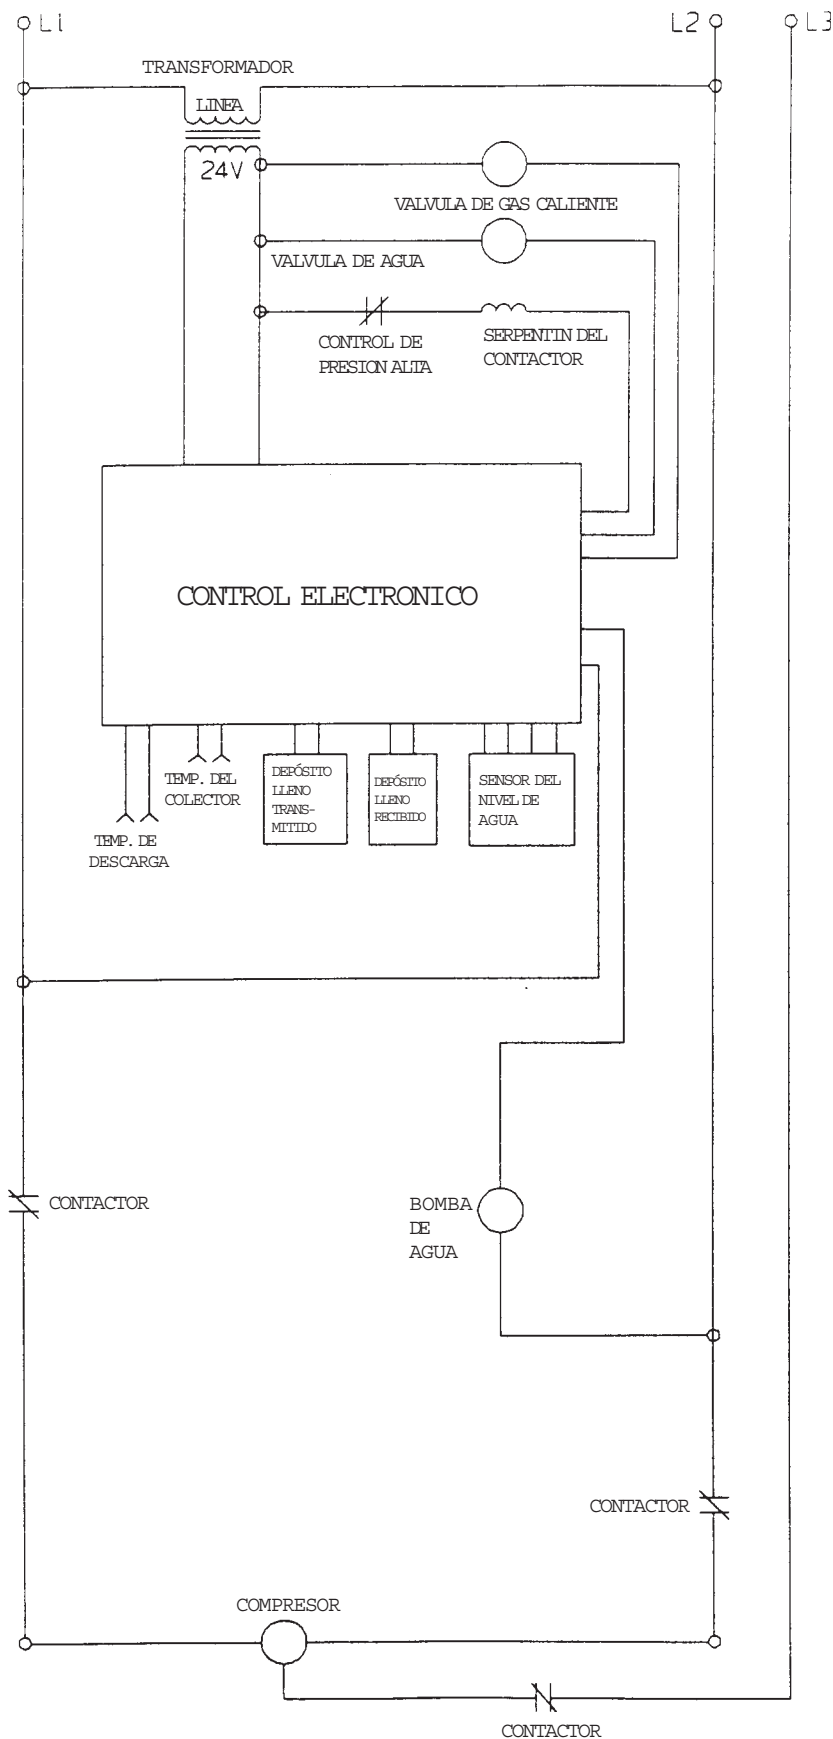 L1
L2
L3
TRANSFORMADOR
LINEA
24V
VALVULA DE GAS CALIENTE
VALVULA DE AGUA
CONTROL DE
PRESION ALTA
SERPENTIN DEL
CONTACTOR
CONTROL ELECTRONICO
TEMP. DE
DESCARGA
TEMP. DEL
COLECTOR
DEPÓSITO
LLENO
TRANS-
MITIDO
DEPÓSITO
LLENO
RECIBIDO
SENSOR DEL
NIVEL DE
AGUA
CONTACTOR
BOMBA
DE
AGUA
CONTACTOR
COMPRESOR
CONTACTOR